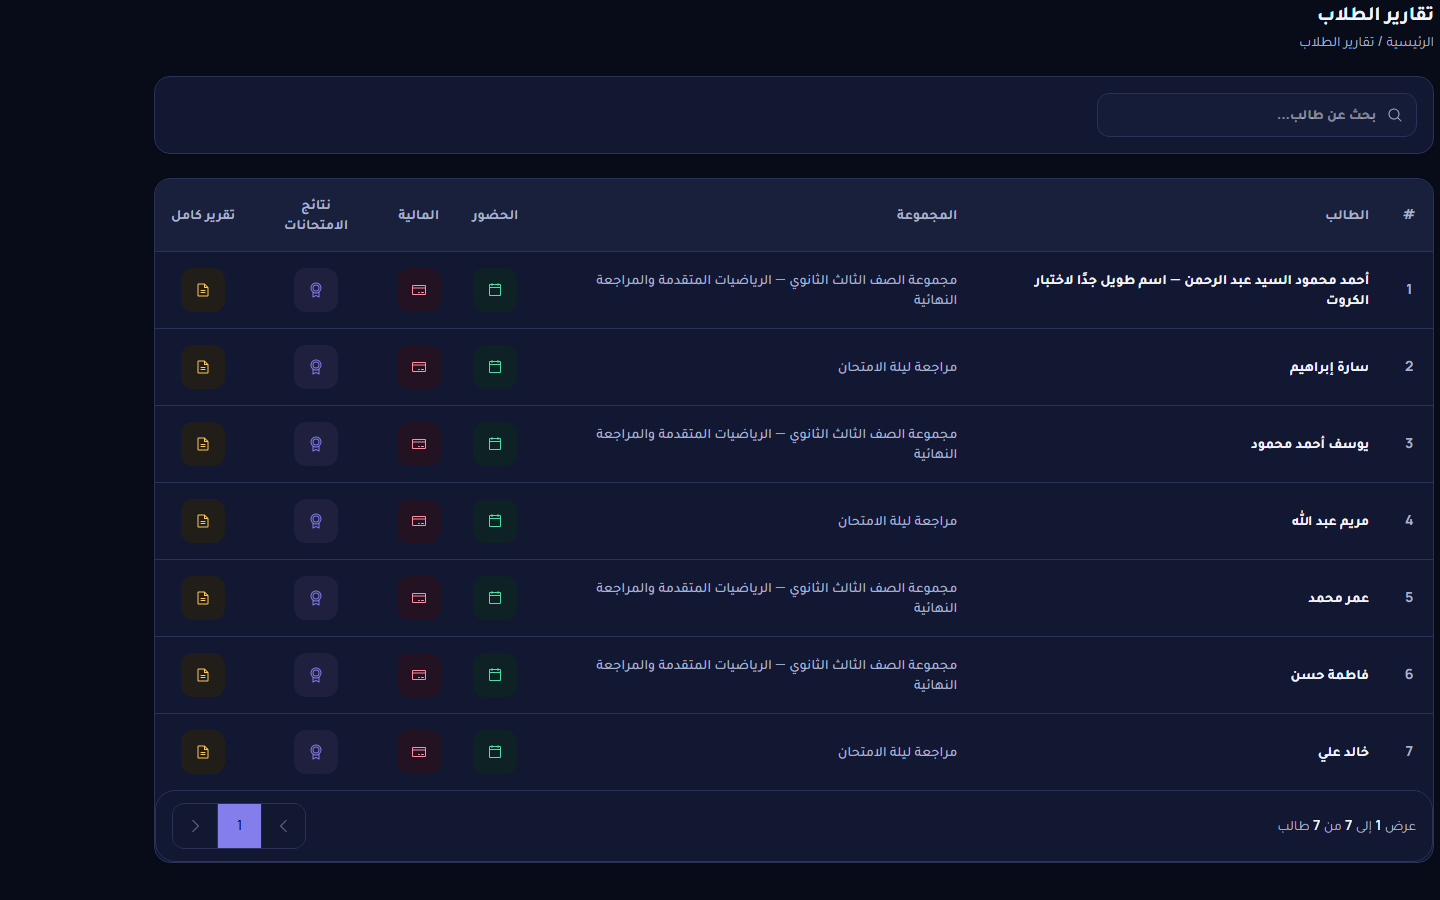 تقارير الطلاب
الرئيسية / تقارير الطلاب
بحث عن طالب...
# الطالب المجموعة الحضور المالية نتائج الامتحانات تقرير كامل
1 أحمد محمود السيد عبد الرحمن – اسم طويل جدًا لاختبار الكروت مجموعة الصف الثالث الثانوي – الرياضيات المتقدمة والمراجعة النهائية
2 سارة إبراهيم مراجعة ليلة الامتحان
3 يوسف أحمد محمود مجموعة الصف الثالث الثانوي – الرياضيات المتقدمة والمراجعة النهائية
4 مريم عبد الله مراجعة ليلة الامتحان
5 عمر محمد مجموعة الصف الثالث الثانوي – الرياضيات المتقدمة والمراجعة النهائية
6 فاطمة حسن مجموعة الصف الثالث الثانوي – الرياضيات المتقدمة والمراجعة النهائية
7 خالد علي مراجعة ليلة الامتحان
عرض 1 إلى 7 من 7 طالب
1